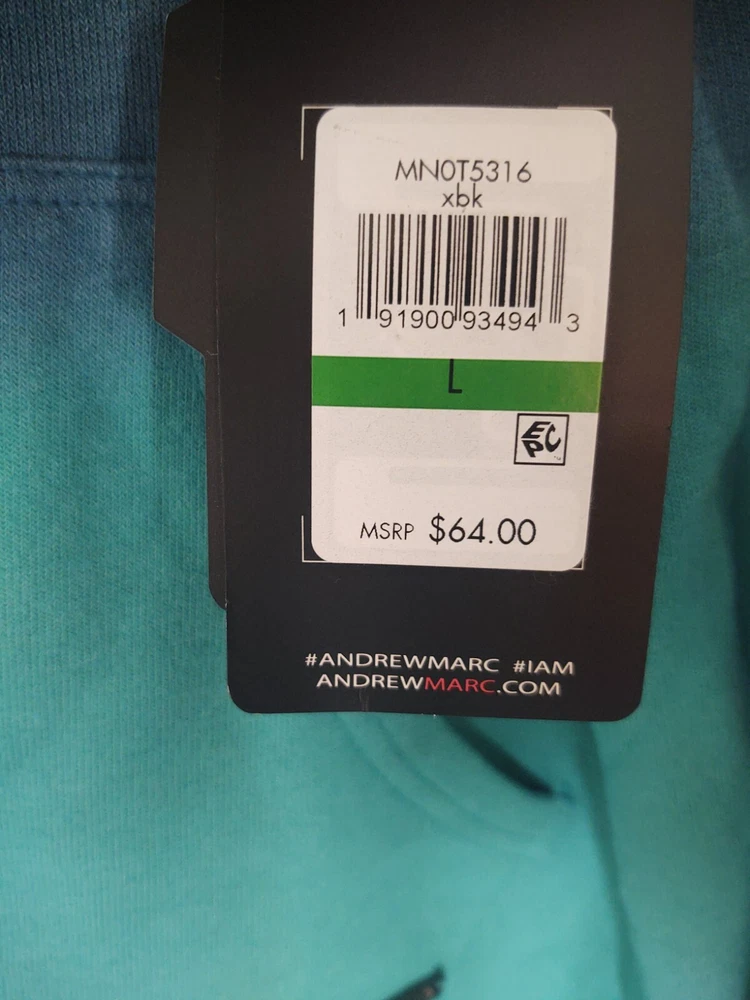 MN0T5316
xbk
1 91900 93494 3
L
EPC
MSRP $64.00
#ANDREWMARC #IAM
ANDREWMARC.COM